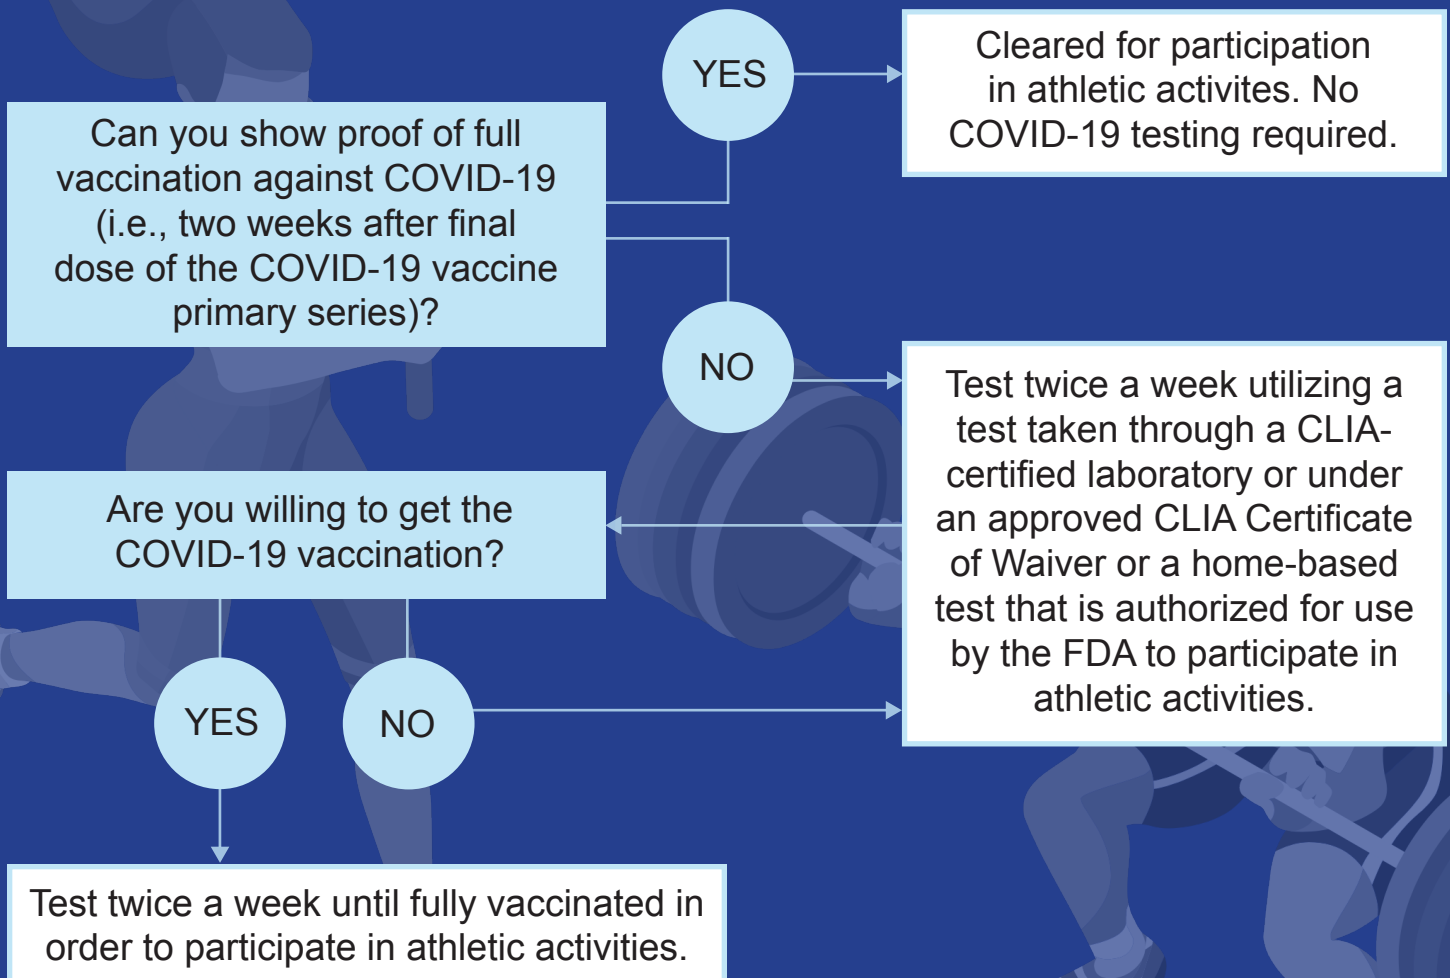 Can you show proof of full
vaccination against COVID-19
(i.e., two weeks after final
dose of the COVID-19 vaccine
primary series)?
YES
Cleared for participation
in athletic activites. No
COVID-19 testing required.
NO
Test twice a week utilizing a
test taken through a CLIA-
certified laboratory or under
an approved CLIA Certificate
of Waiver or a home-based
test that is authorized for use
by the FDA to participate in
athletic activities.
Are you willing to get the
COVID-19 vaccination?
YES
NO
Test twice a week until fully vaccinated in
order to participate in athletic activities.